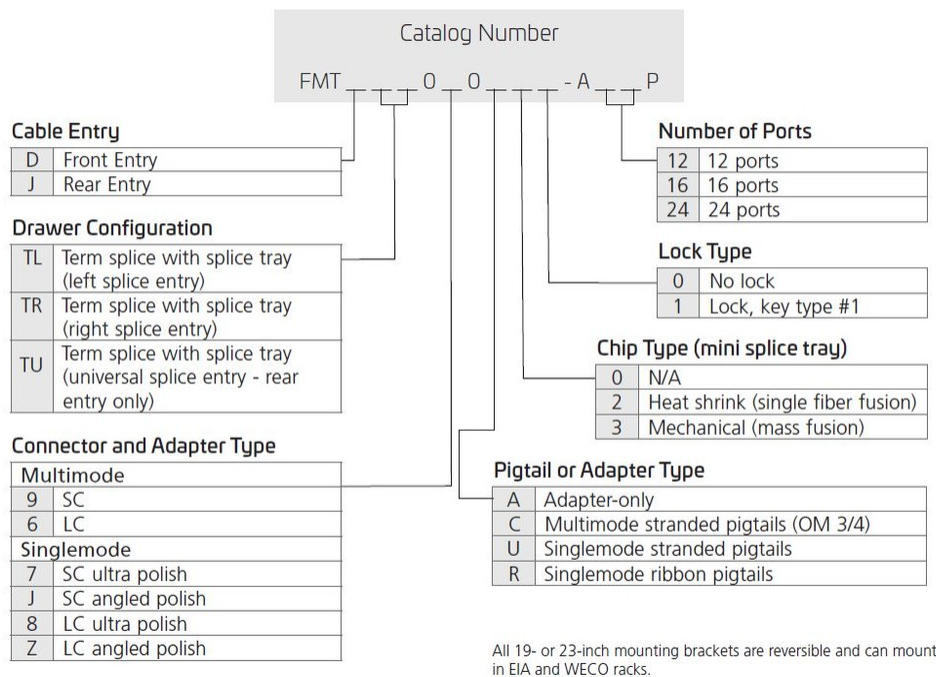 Catalog Number
FMT _ _ _ 0 _ 0 _ _ _ - A _ _ P
Cable Entry
D Front Entry
J Rear Entry
Drawer Configuration
TL Term splice with splice tray
(left splice entry)
TR Term splice with splice tray
(right splice entry)
TU Term splice with splice tray
(universal splice entry - rear
entry only)
Connector and Adapter Type
Multimode
9 SC
6 LC
Singlemode
7 SC ultra polish
J SC angled polish
8 LC ultra polish
Z LC angled polish
Number of Ports
12 12 ports
16 16 ports
24 24 ports
Lock Type
0 No lock
1 Lock, key type #1
Chip Type (mini splice tray)
0 N/A
2 Heat shrink (single fiber fusion)
3 Mechanical (mass fusion)
Pigtail or Adapter Type
A Adapter-only
C Multimode stranded pigtails (OM 3/4)
U Singlemode stranded pigtails
R Singlemode ribbon pigtails
All 19- or 23-inch mounting brackets are reversible and can mount
in EIA and WECO racks.